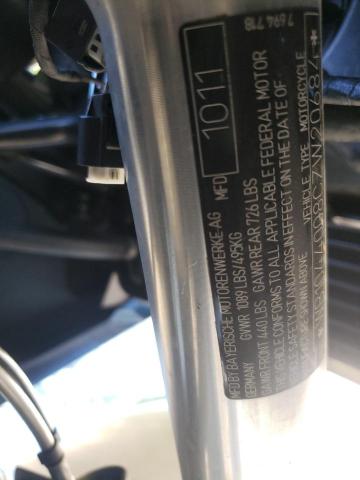 7 694 718
MFD 10 11
MFD BY BAYERISCHE MOTORENWERKE-AG
GERMANY GVWR 1089 LBS/495KG
GAWR FRONT 440 LBS GAWR REAR 726 LBS
THIS VEHICLE CONFORMS TO ALL APPLICABLE FEDERAL MOTOR
VEHICLE SAFETY STANDARDS IN EFFECT ON THE DATE OF
MANUFACTURE SHOWN ABOVE
VEHICLE TYPE MOTORCYCLE